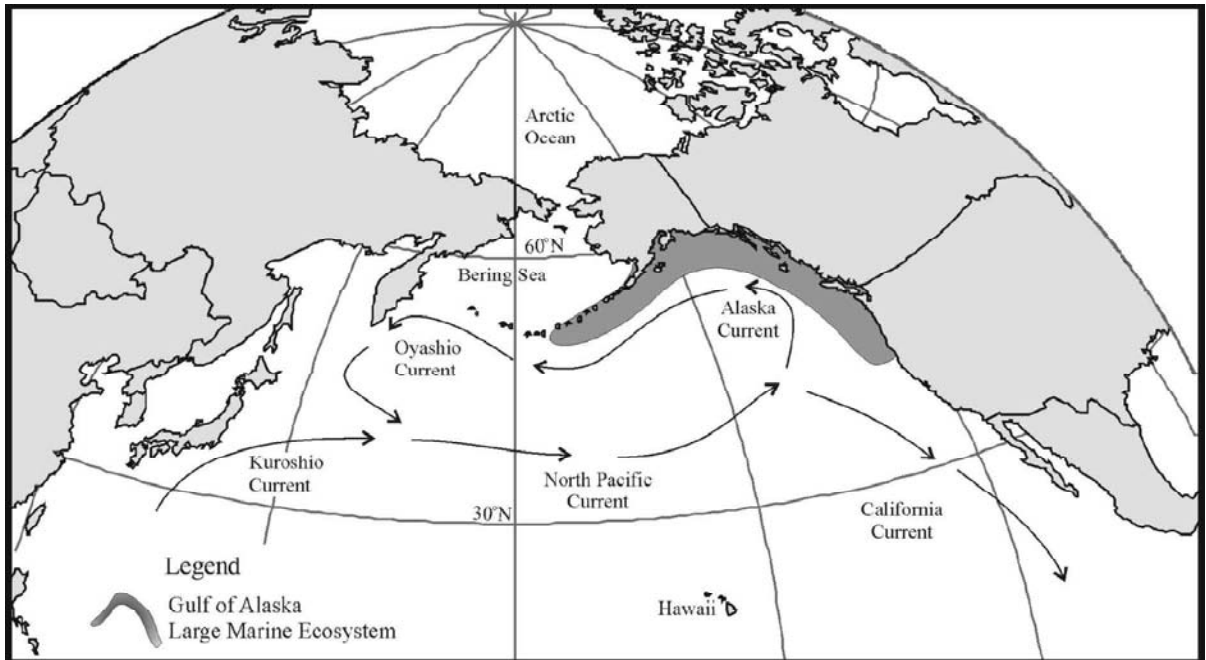 Arctic
Ocean
60°N
Bering Sea
Alaska
Current
Oyashio
Current
Kuroshio
Current
North Pacific
Current
30°N
California
Current
Legend
Gulf of Alaska
Large Marine Ecosystem
Hawaii